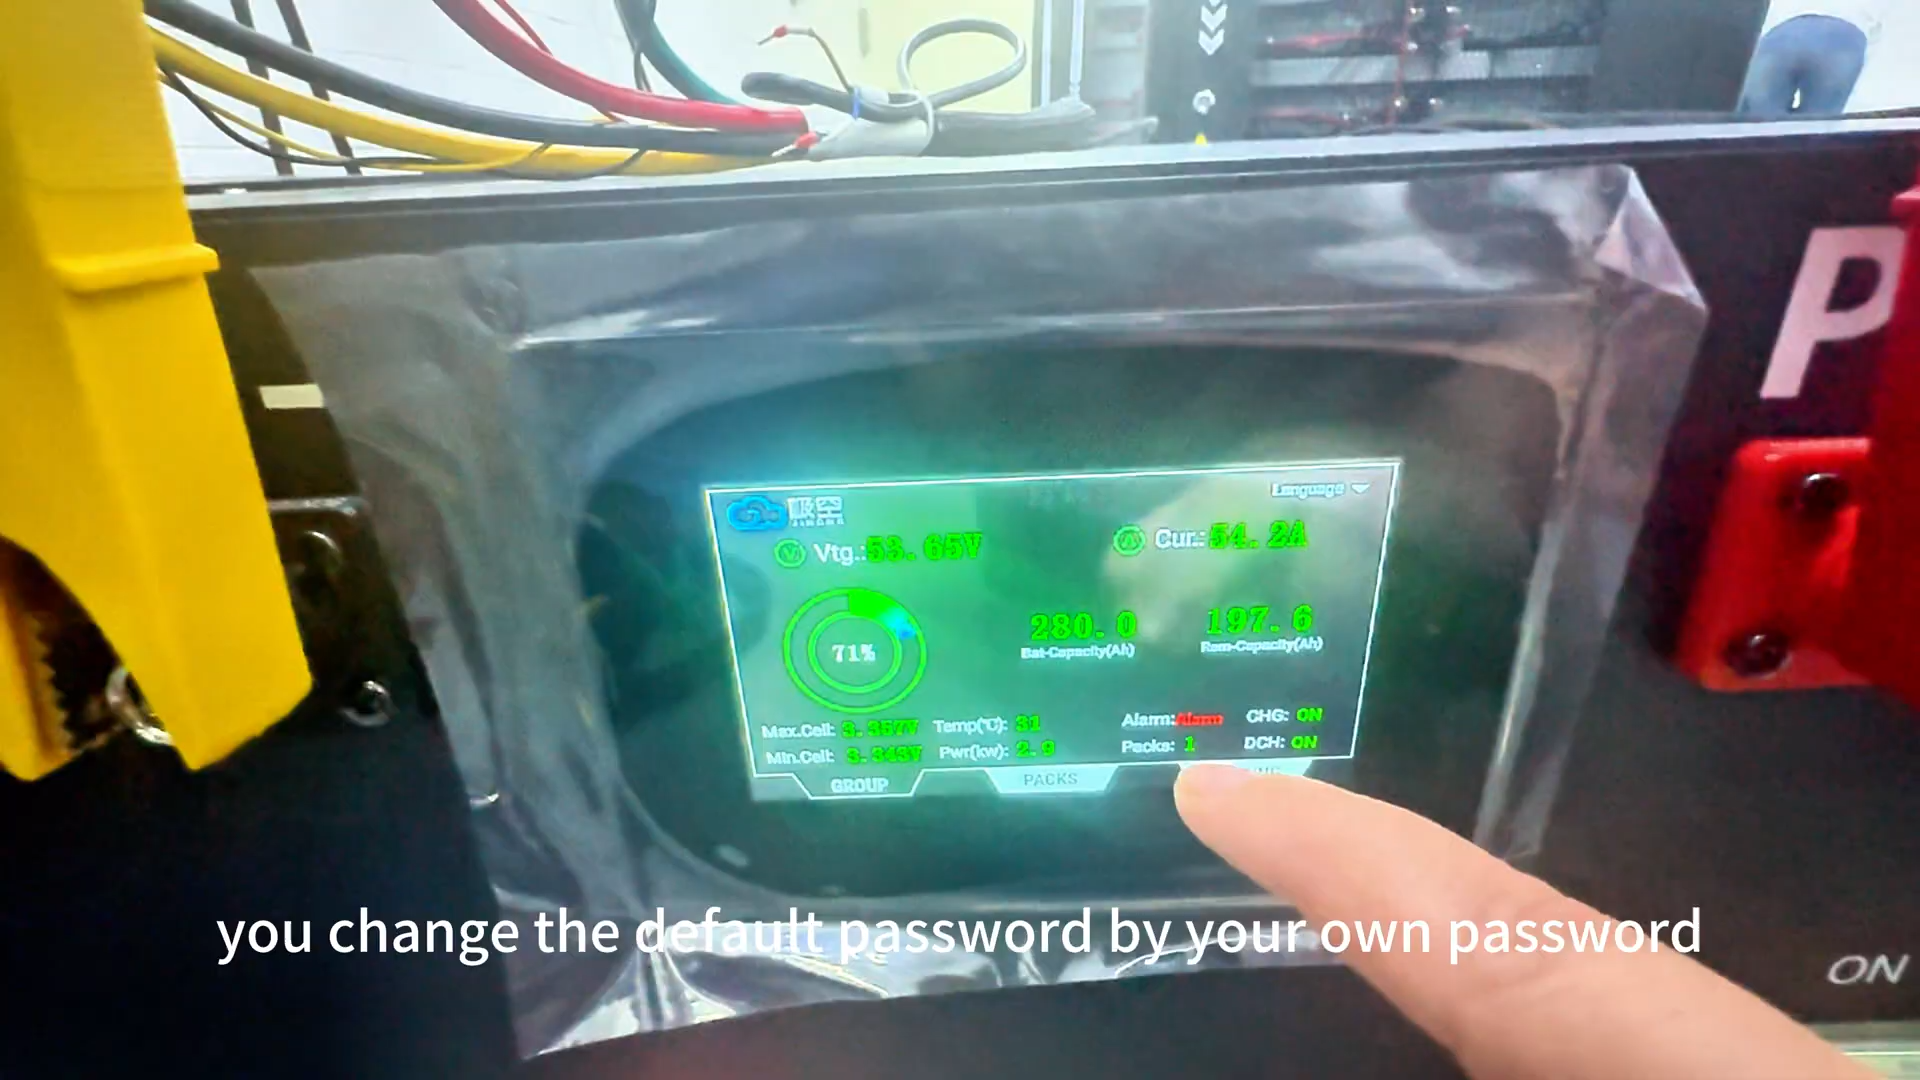 极空
Language
Vtg.: 53.65V
Cur.: 54.2A
71%
280.0
Bat-Capacity(Ah)
197.6
Rem-Capacity(Ah)
Max.Cell: 3.357V
Temp(℃): 31
Alarm: Alarm
CHG: ON
Min.Cell: 3.343V
Pwr(kw): 2.9
Packs: 1
DCH: ON
GROUP
PACKS
P
ON
you change the default password by your own password